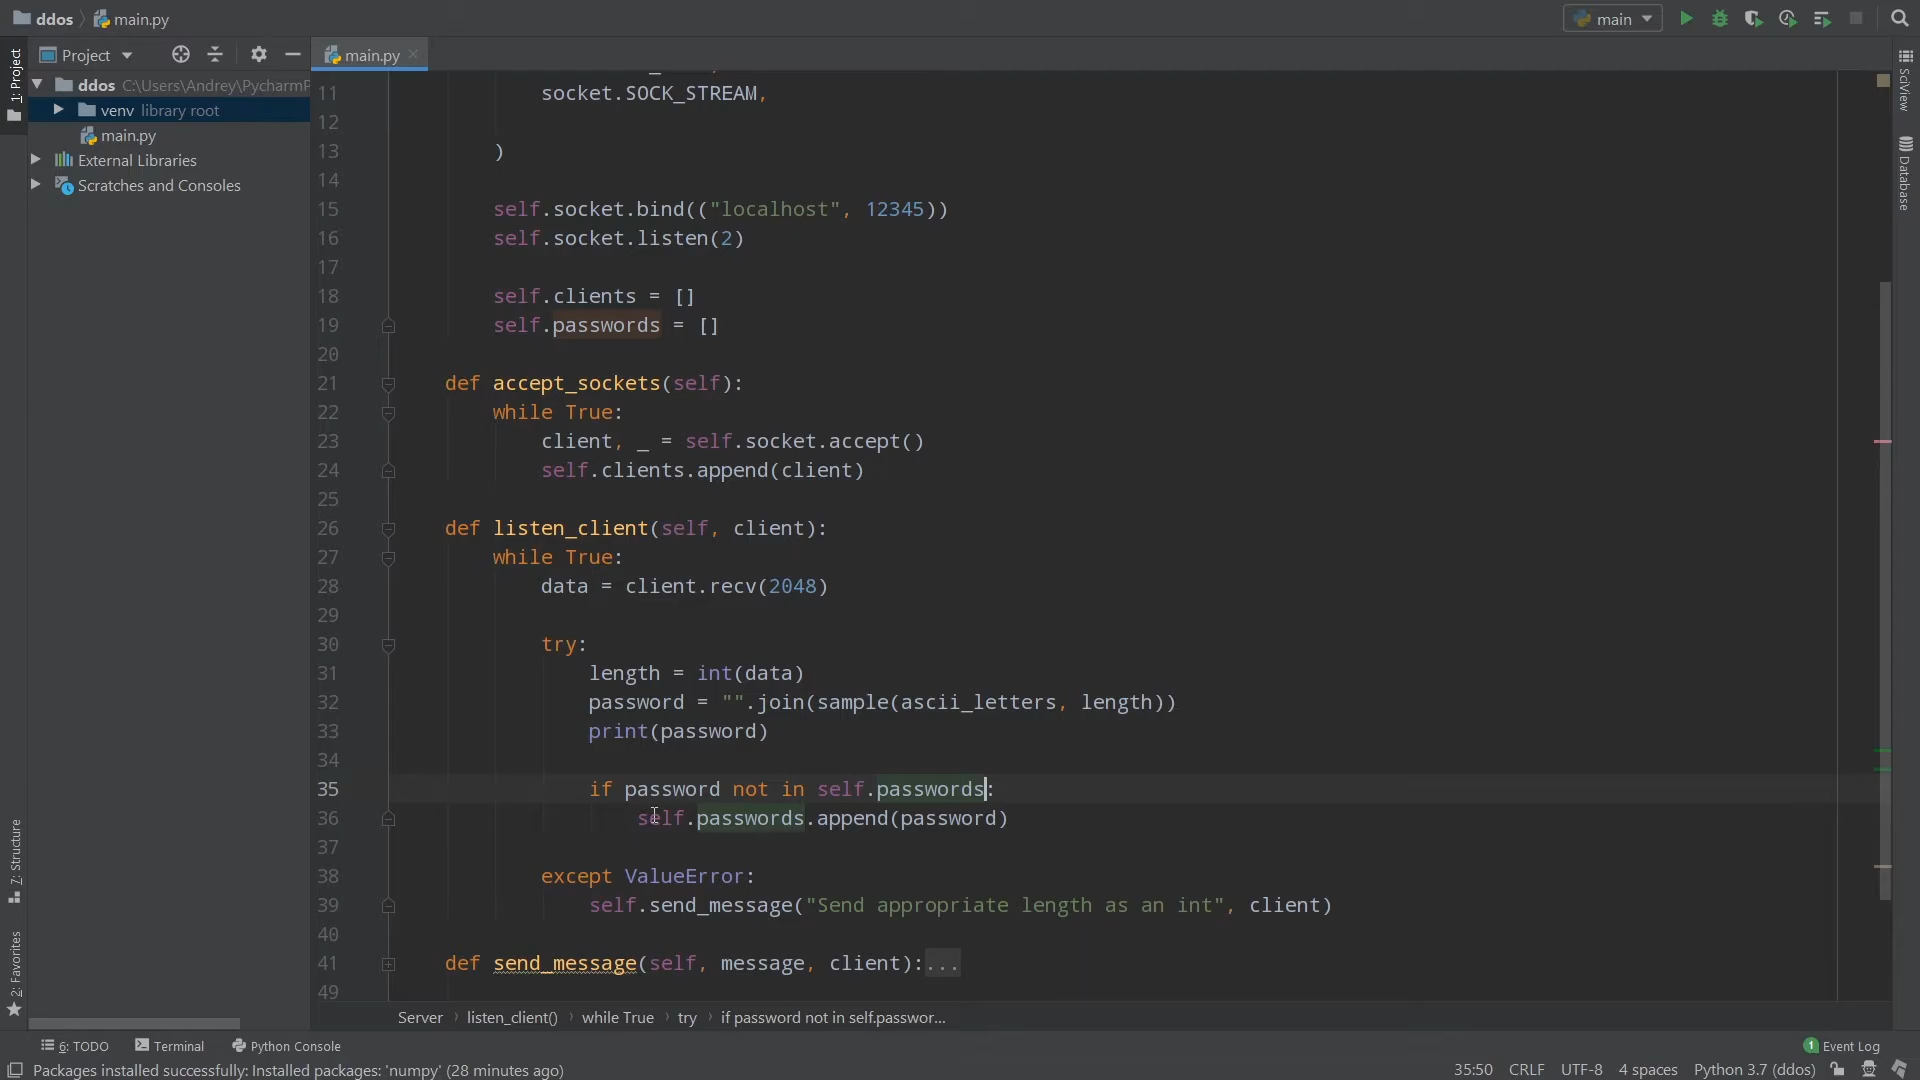 ddos main.py
main
Project
main.py
1: Project
ddos C:\Users\Andrey\PycharmP
venv library root
main.py
External Libraries
Scratches and Consoles
11 socket.SOCK_STREAM,
12
13 )
14
15 self.socket.bind(("localhost", 12345))
16 self.socket.listen(2)
17
18 self.clients = []
19 self.passwords = []
20
21 def accept_sockets(self):
22 while True:
23 client, _ = self.socket.accept()
24 self.clients.append(client)
25
26 def listen_client(self, client):
27 while True:
28 data = client.recv(2048)
29
30 try:
31 length = int(data)
32 password = "".join(sample(ascii_letters, length))
33 print(password)
34
35 if password not in self.passwords:
36 self.passwords.append(password)
37
38 except ValueError:
39 self.send_message("Send appropriate length as an int", client)
40
41 def send_message(self, message, client):...
49
SciView
Database
7: Structure
2: Favorites
Server listen_client() while True try if password not in self.passwor...
6: TODO Terminal Python Console 1 Event Log
Packages installed successfully: Installed packages: 'numpy' (28 minutes ago) 35:50 CRLF UTF-8 4 spaces Python 3.7 (ddos)